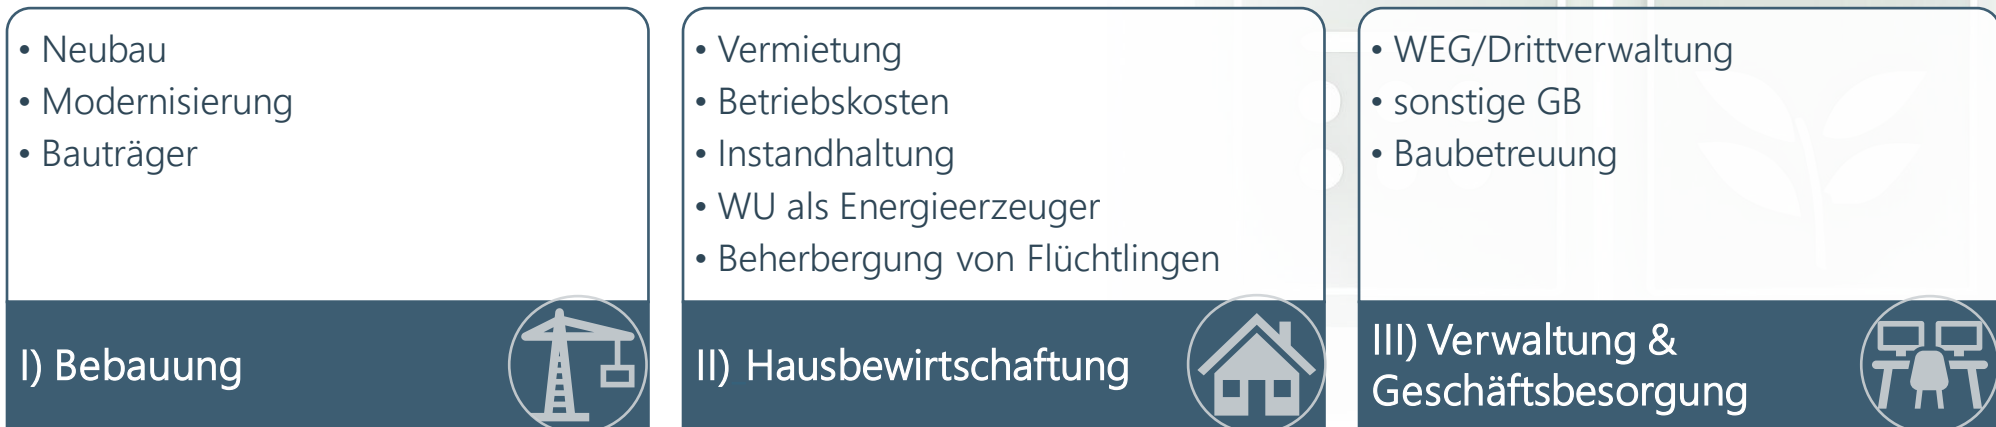 • Neubau
• Modernisierung
• Bauträger
I) Bebauung
• Vermietung
• Betriebskosten
• Instandhaltung
• WU als Energieerzeuger
• Beherbergung von Flüchtlingen
II) Hausbewirtschaftung
• WEG/Drittverwaltung
• sonstige GB
• Baubetreuung
III) Verwaltung &
Geschäftsbesorgung